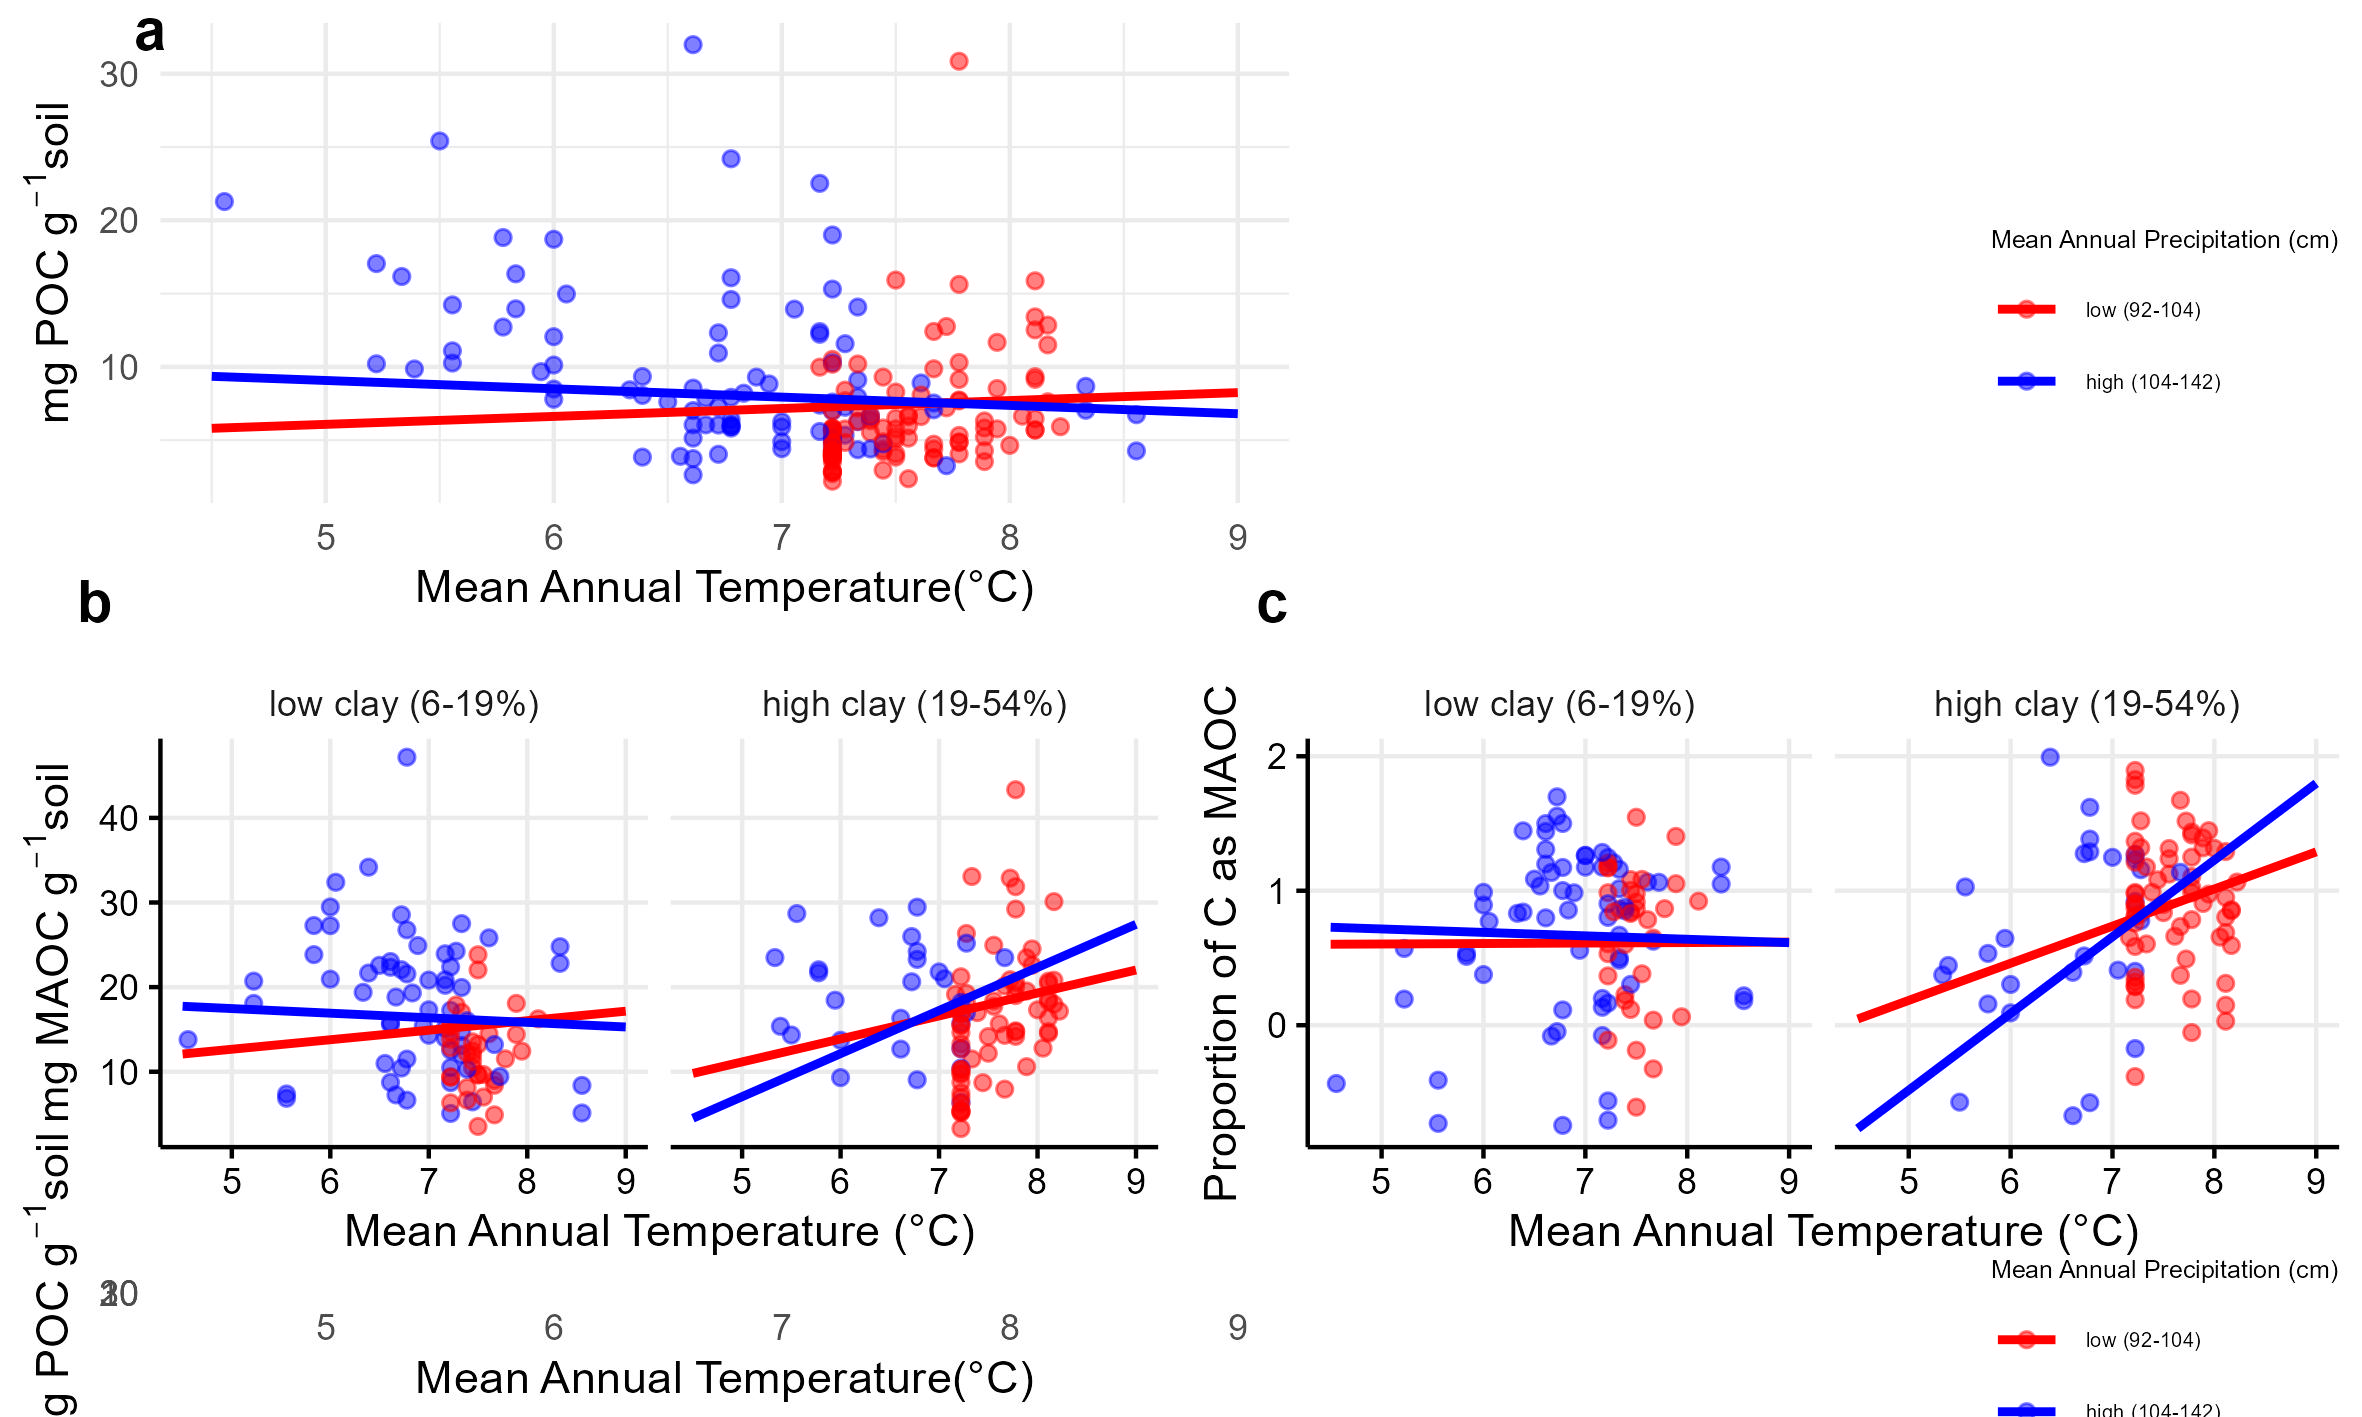 a
mg POC g⁻¹soil
30
20
10
5 6 7 8 9
Mean Annual Temperature(°C)
Mean Annual Precipitation (cm)
low (92-104)
high (104-142)
b
low clay (6-19%) high clay (19-54%)
mg MAOC g⁻¹soil
40
30
20
10
5 6 7 8 9 5 6 7 8 9
Mean Annual Temperature (°C)
c
low clay (6-19%) high clay (19-54%)
Proportion of C as MAOC
2
1
0
5 6 7 8 9 5 6 7 8 9
Mean Annual Temperature (°C)
g POC g⁻¹soil
5 6 7 8 9
Mean Annual Temperature(°C)
Mean Annual Precipitation (cm)
low (92-104)
high (104-142)